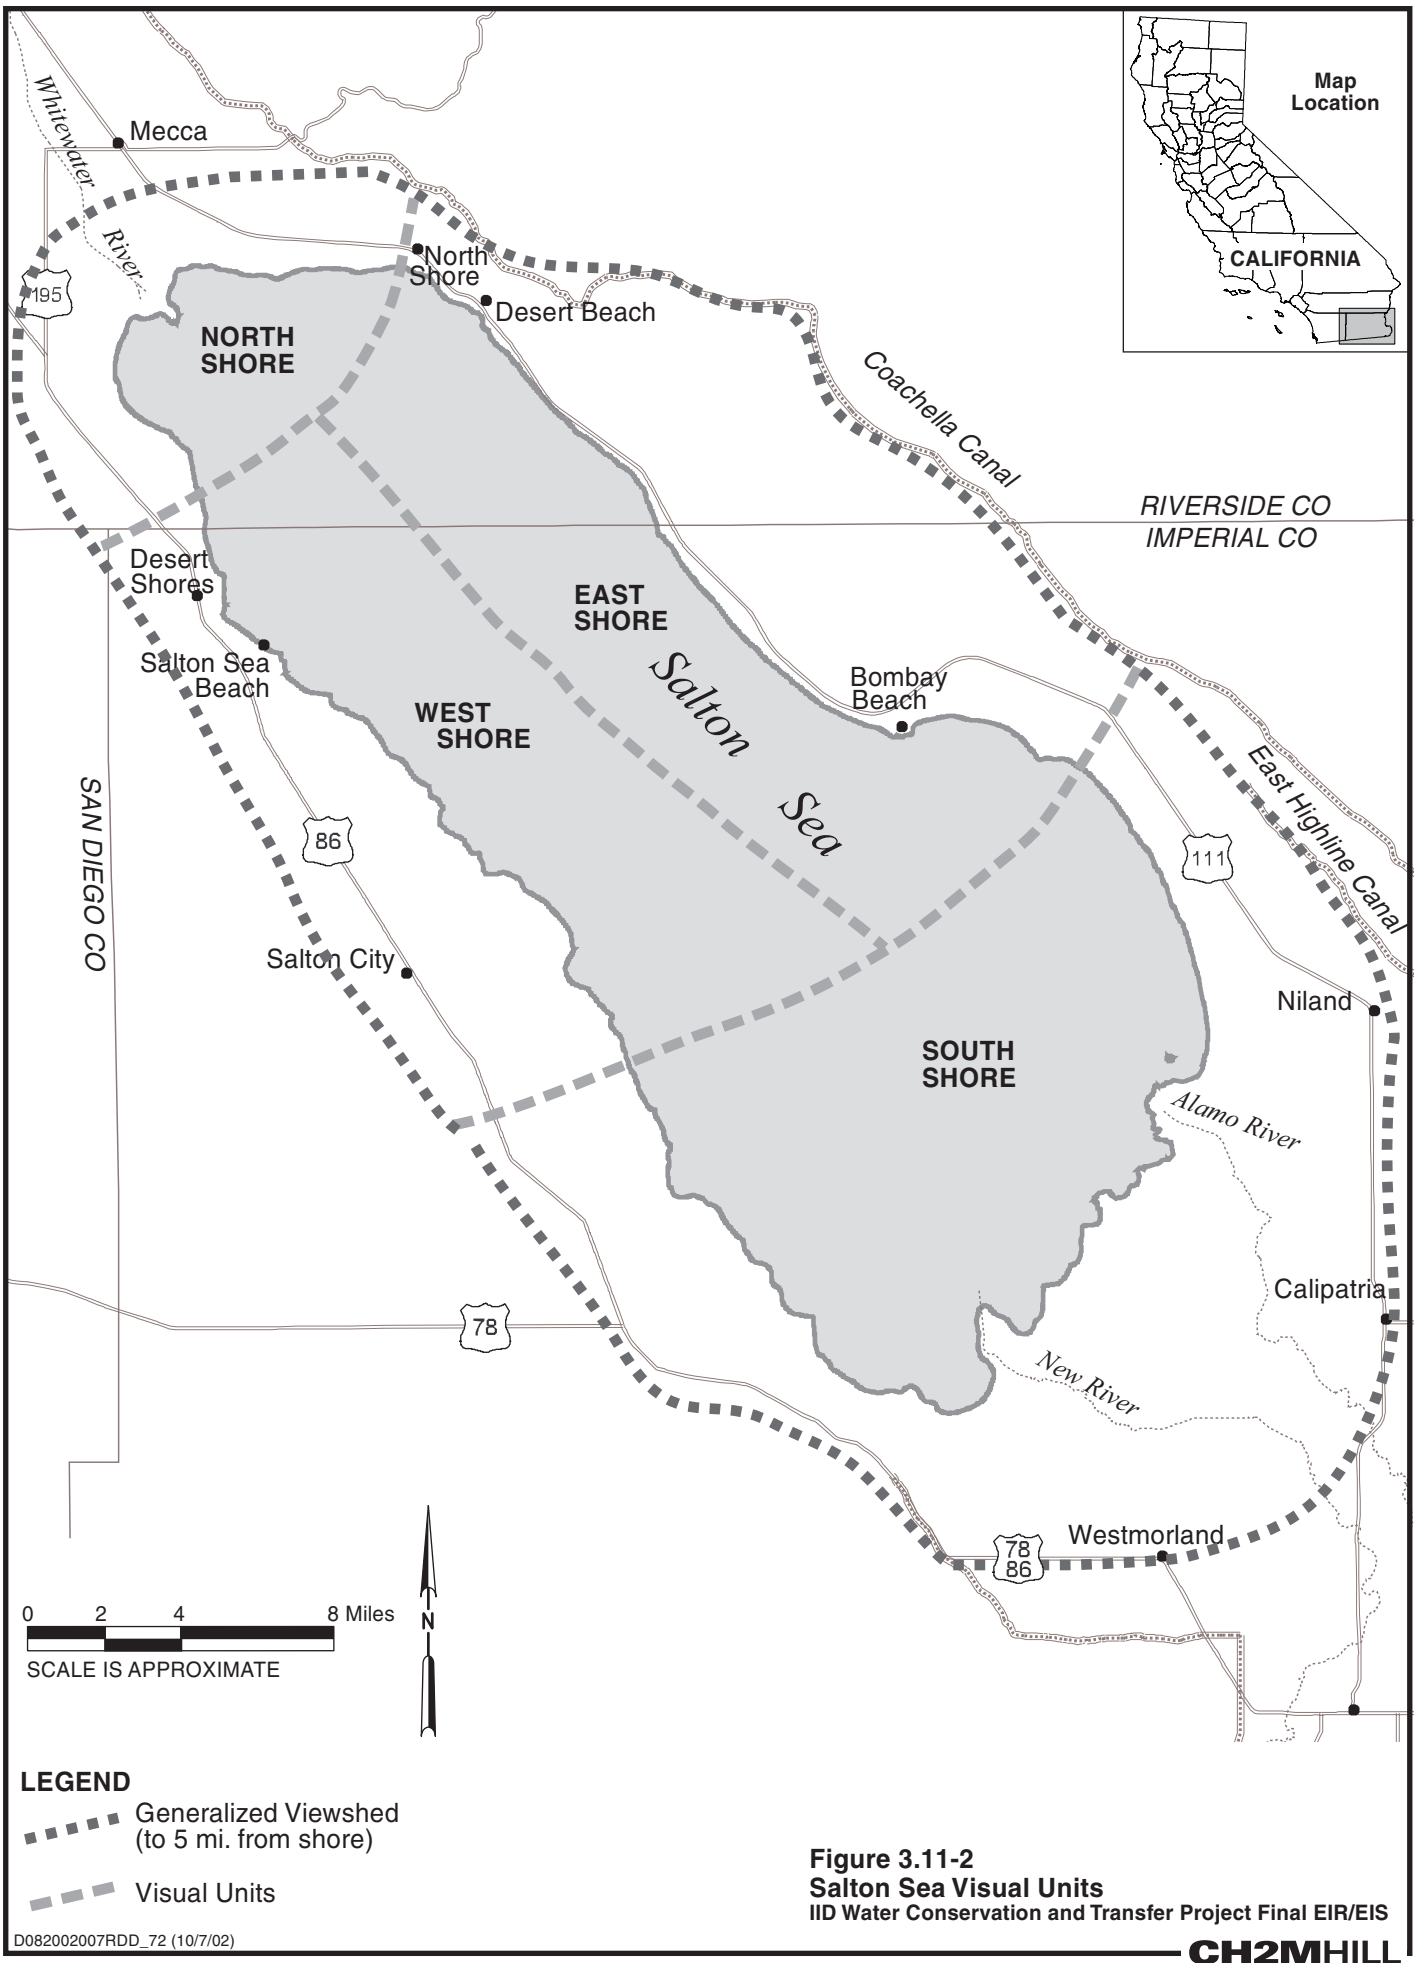 Map
Location
CALIFORNIA
Whitewater
River
Mecca
195
North
Shore
Desert Beach
NORTH
SHORE
Coachella Canal
RIVERSIDE CO
IMPERIAL CO
Desert
Shores
EAST
SHORE
Salton
Sea
Salton Sea
Beach
Bombay
Beach
WEST
SHORE
SAN DIEGO CO
86
East Highline Canal
111
Salton City
Niland
SOUTH
SHORE
Alamo River
Calipatria
78
New River
Westmorland
78
86
0 2 4 8 Miles
SCALE IS APPROXIMATE
N
LEGEND
Generalized Viewshed
(to 5 mi. from shore)
Visual Units
Figure 3.11-2
Salton Sea Visual Units
IID Water Conservation and Transfer Project Final EIR/EIS
D082002007RDD_72 (10/7/02)
CH2MHILL